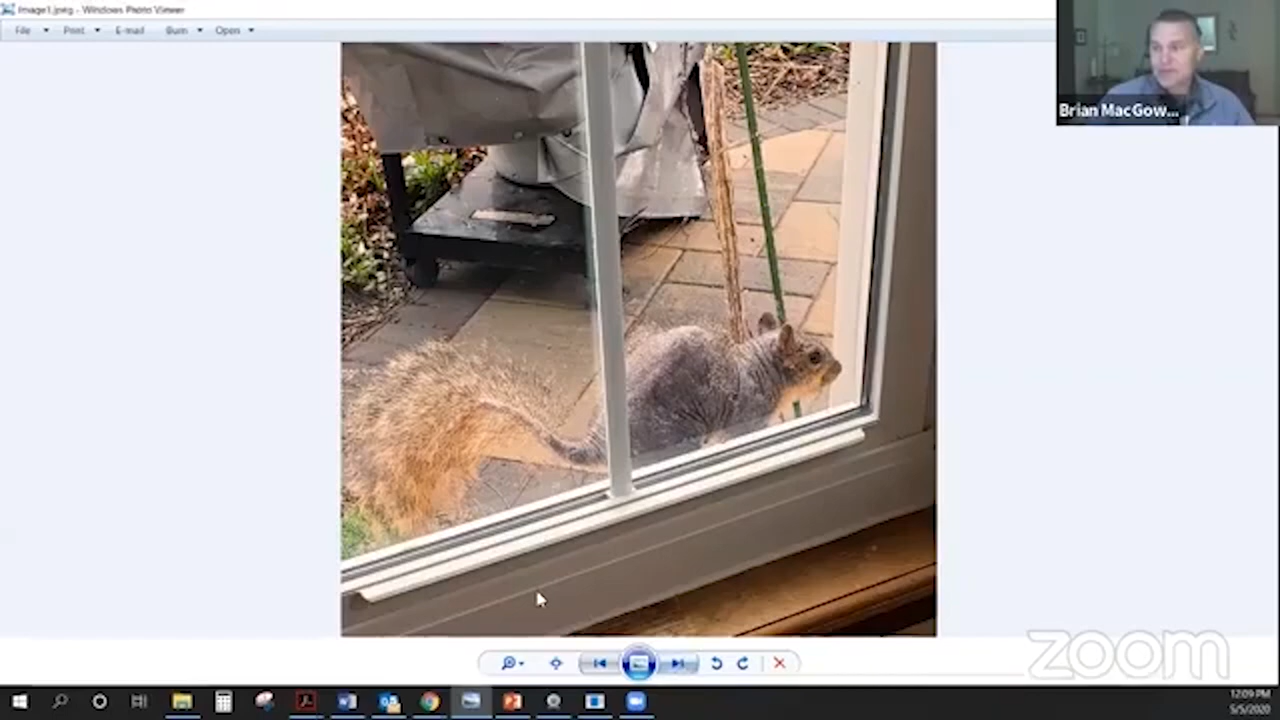 Image1.jpeg - Windows Photo Viewer
File Print E-mail Burn Open
Brian MacGow...
zoom
12:09 PM
5/5/2020